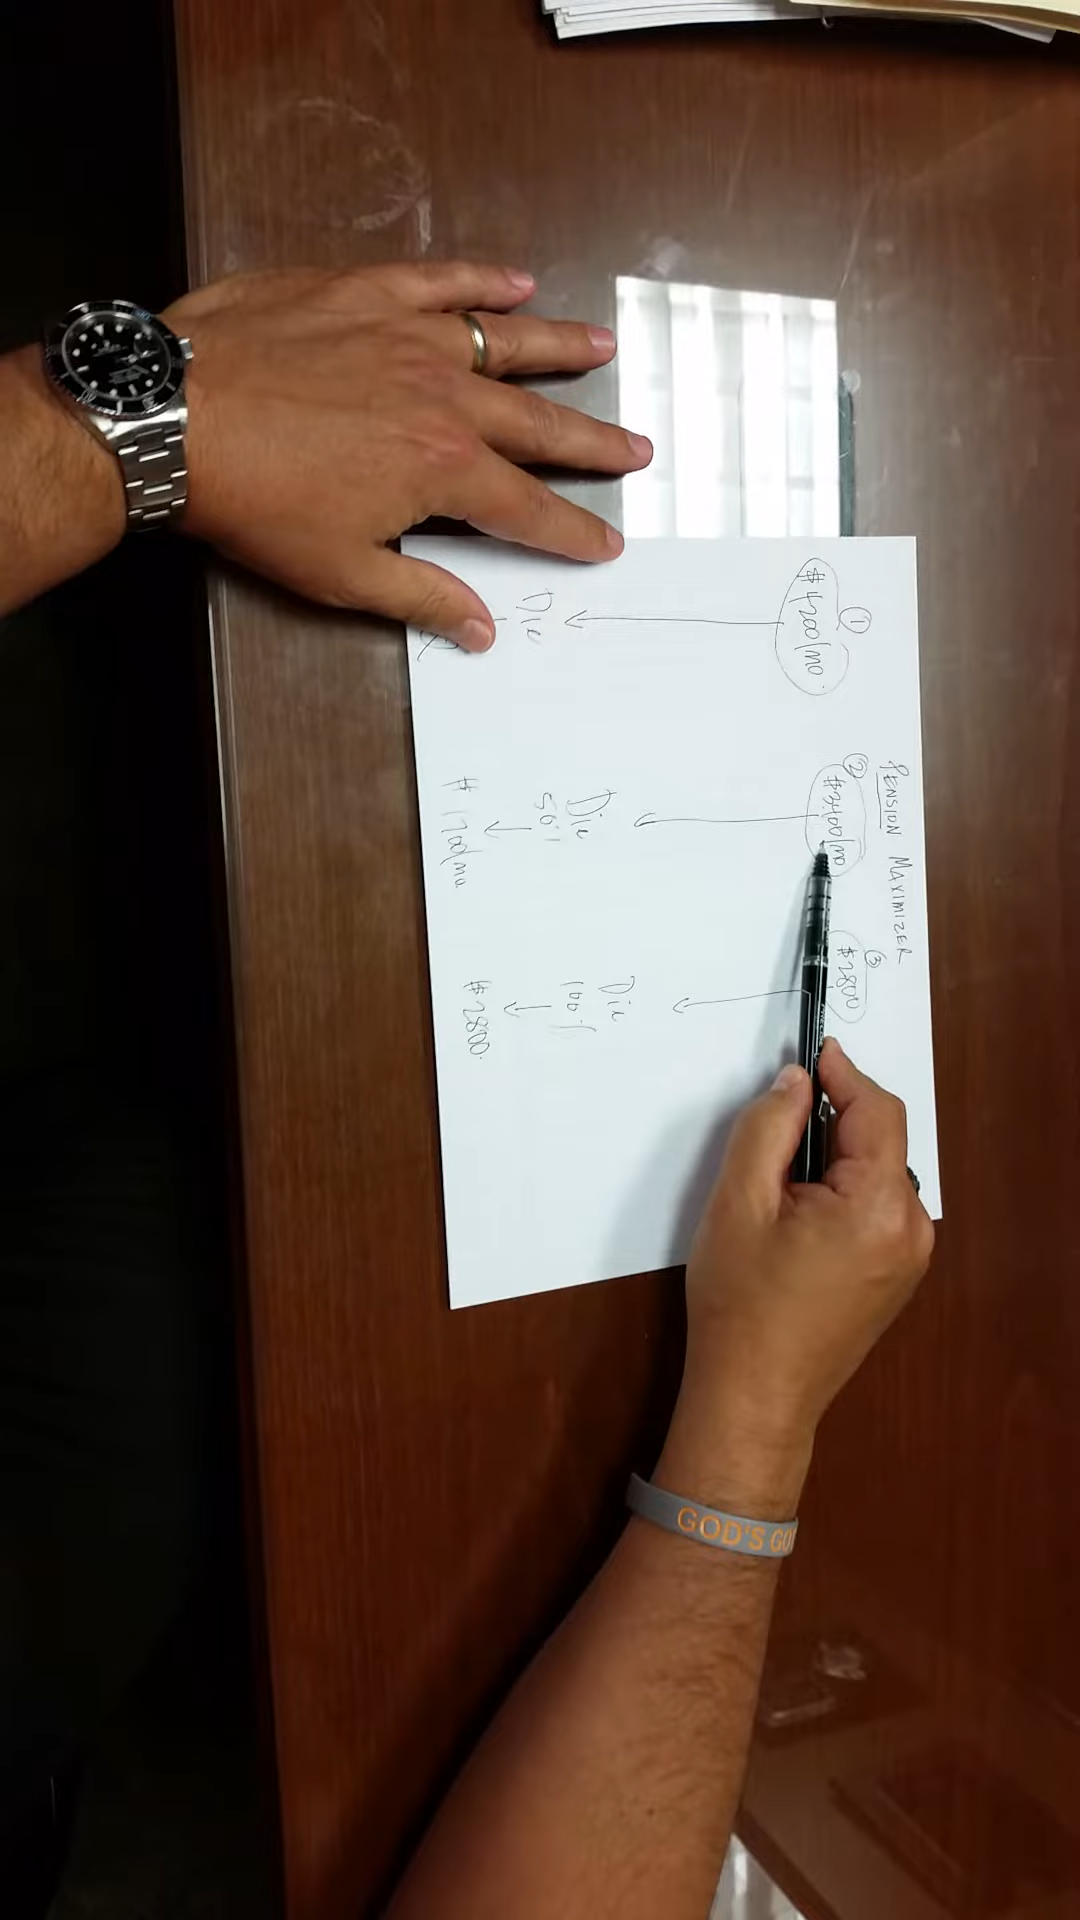 PENSION MAXIMIZER
①
$4200/mo.
Die
②
$3400/mo
Die
50%
$1700/mo
③
$2800
Die
100%
$2800.
GOD'S GO